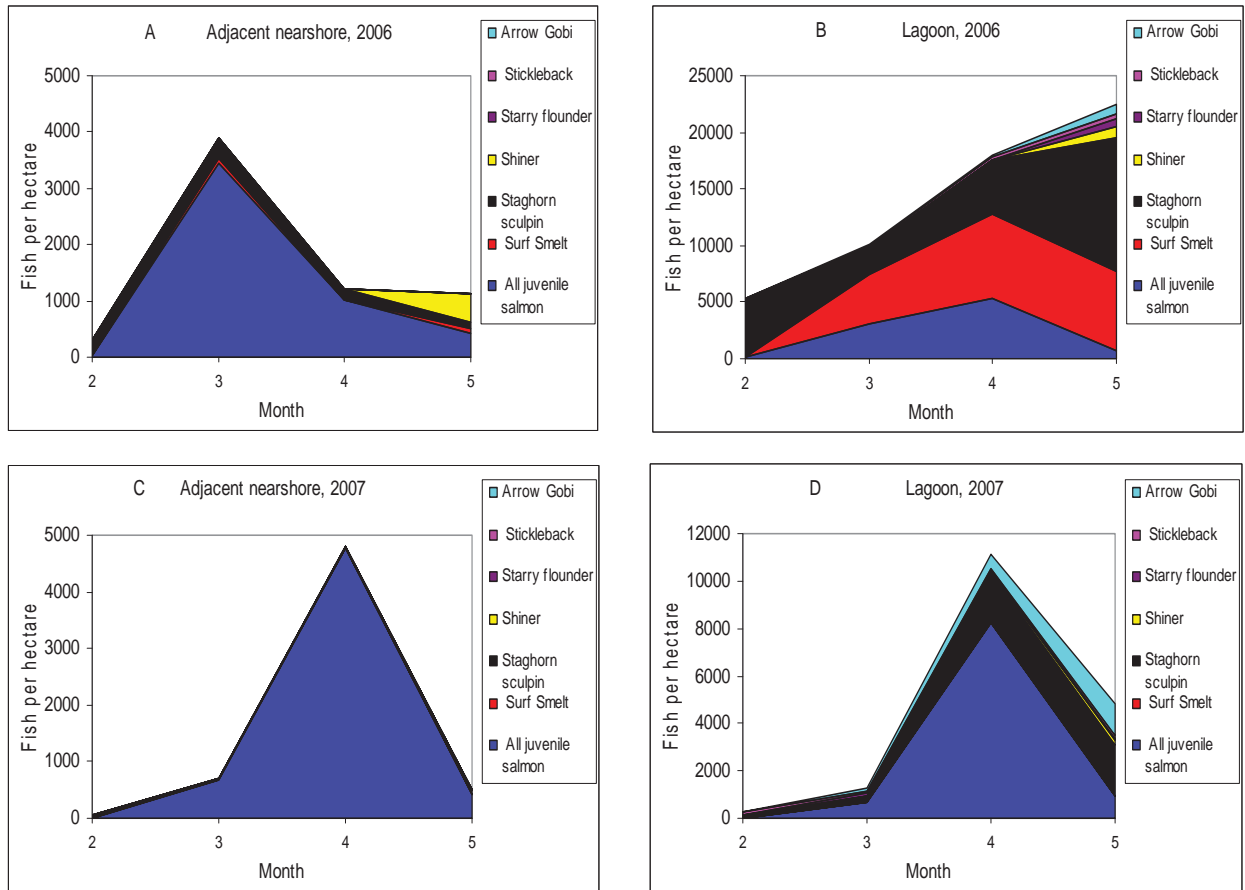 A Adjacent nearshore, 2006
Fish per hectare
5000
4000
3000
2000
1000
0
2 3 4 5
Month
Arrow Gobi
Stickleback
Starry flounder
Shiner
Staghorn
sculpin
Surf Smelt
All juvenile
salmon
B Lagoon, 2006
Fish per hectare
25000
20000
15000
10000
5000
0
2 3 4 5
Month
Arrow Gobi
Stickleback
Starry flounder
Shiner
Staghorn
sculpin
Surf Smelt
All juvenile
salmon
C Adjacent nearshore, 2007
Fish per hectare
5000
4000
3000
2000
1000
0
2 3 4 5
Month
Arrow Gobi
Stickleback
Starry flounder
Shiner
Staghorn
sculpin
Surf Smelt
All juvenile
salmon
D Lagoon, 2007
Fish per hectare
12000
10000
8000
6000
4000
2000
0
2 3 4 5
Month
Arrow Gobi
Stickleback
Starry flounder
Shiner
Staghorn
sculpin
Surf Smelt
All juvenile
salmon